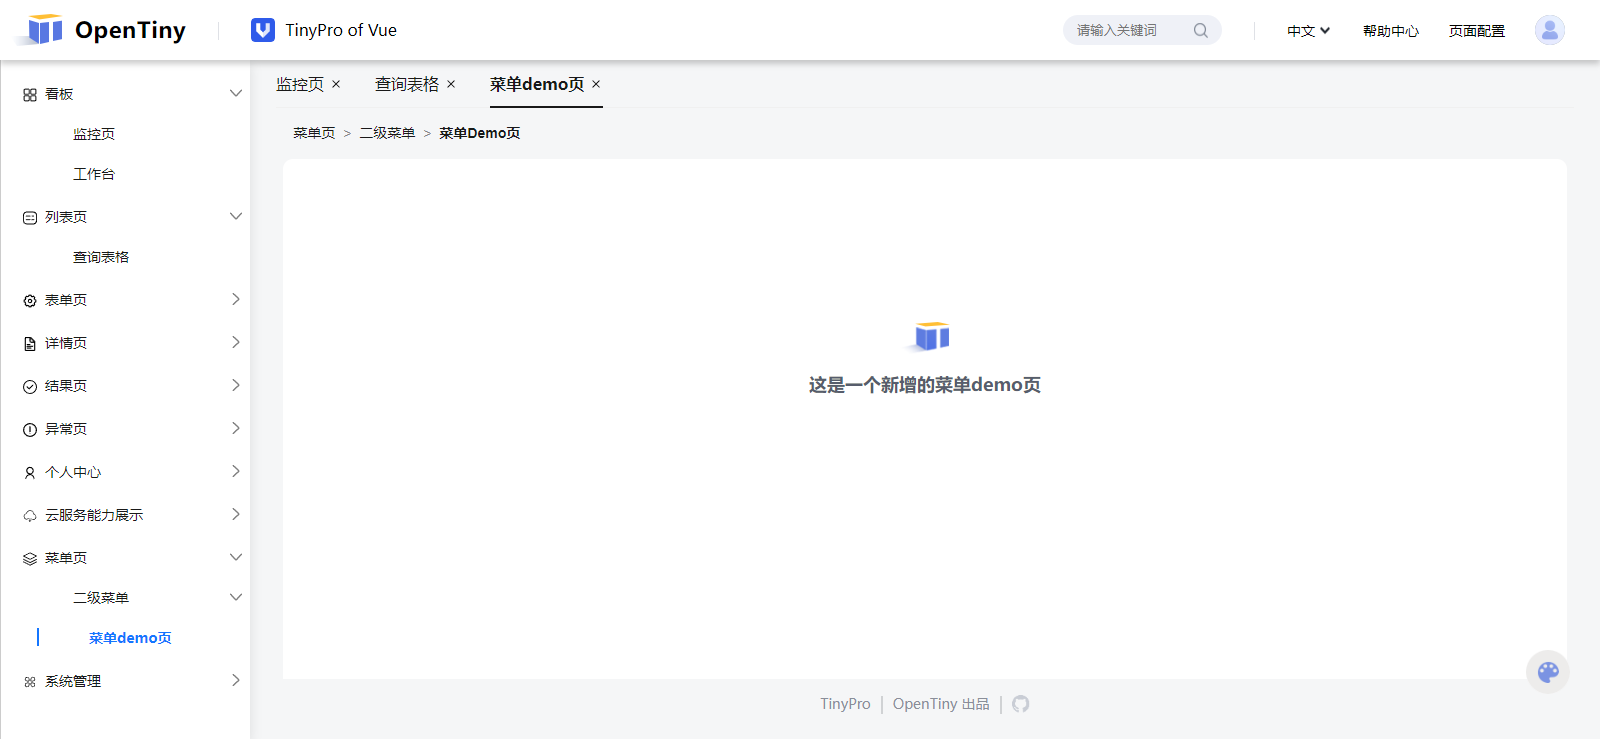 OpenTiny
TinyPro of Vue
请输入关键词
中文
帮助中心
页面配置
看板
监控页
工作台
列表页
查询表格
表单页
详情页
结果页
异常页
个人中心
云服务能力展示
菜单页
二级菜单
菜单demo页
系统管理
监控页 ×
查询表格 ×
菜单demo页 ×
菜单页 > 二级菜单 > 菜单Demo页
这是一个新增的菜单demo页
TinyPro | OpenTiny 出品 |